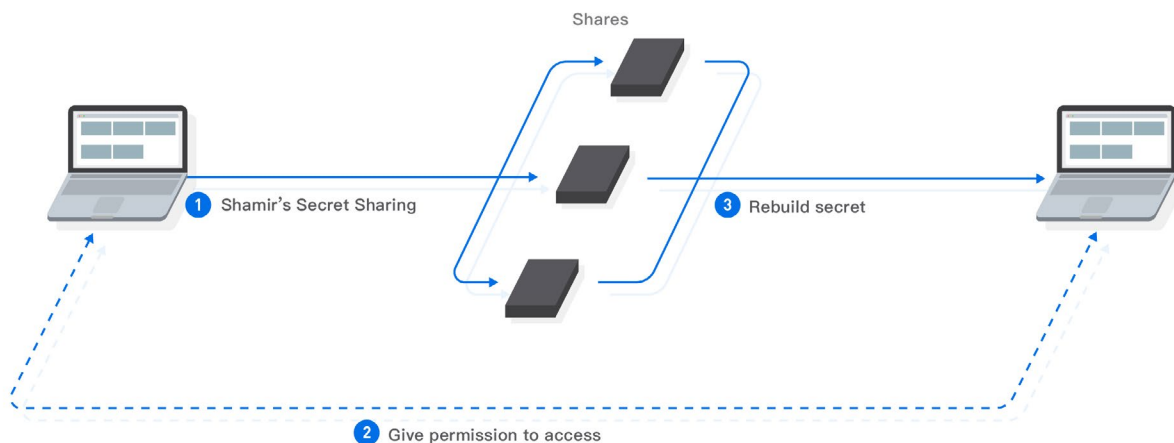 Shares
1 Shamir's Secret Sharing
3 Rebuild secret
2 Give permission to access